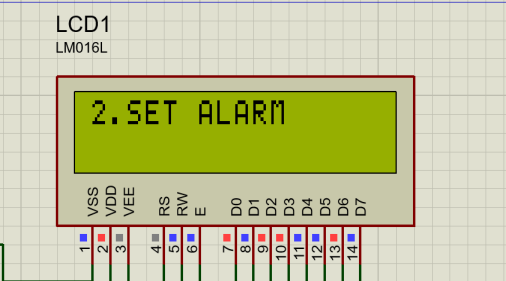 LCD1
LM016L
2.SET ALARM
VSS VDD VEE RS RW E D0 D1 D2 D3 D4 D5 D6 D7
1 2 3 4 5 6 7 8 9 10 11 12 13 14